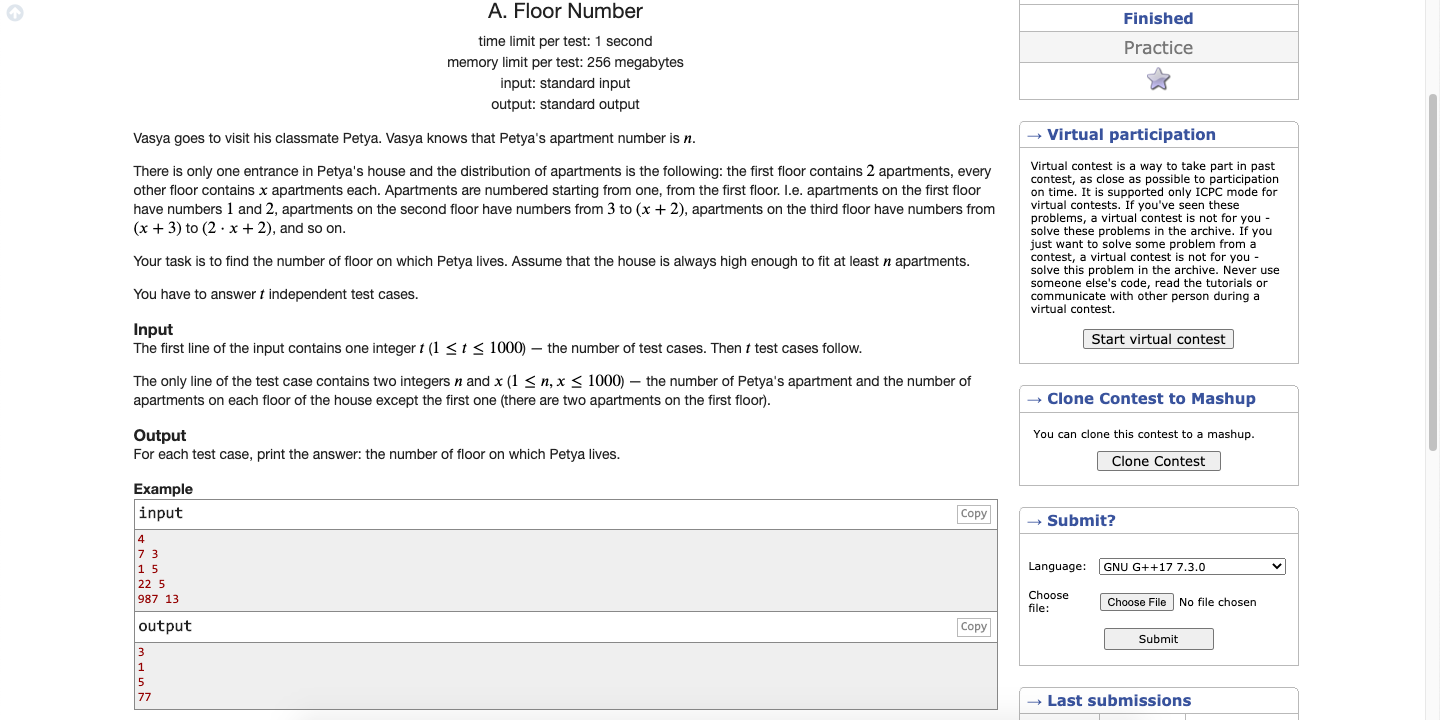 A. Floor Number
time limit per test: 1 second
memory limit per test: 256 megabytes
input: standard input
output: standard output
Vasya goes to visit his classmate Petya. Vasya knows that Petya's apartment number is n.
There is only one entrance in Petya's house and the distribution of apartments is the following: the first floor contains 2 apartments, every
other floor contains x apartments each. Apartments are numbered starting from one, from the first floor. I.e. apartments on the first floor
have numbers 1 and 2, apartments on the second floor have numbers from 3 to (x + 2), apartments on the third floor have numbers from
(x + 3) to (2 · x + 2), and so on.
Your task is to find the number of floor on which Petya lives. Assume that the house is always high enough to fit at least n apartments.
You have to answer t independent test cases.
Input
The first line of the input contains one integer t (1 ≤ t ≤ 1000) — the number of test cases. Then t test cases follow.
The only line of the test case contains two integers n and x (1 ≤ n, x ≤ 1000) — the number of Petya's apartment and the number of
apartments on each floor of the house except the first one (there are two apartments on the first floor).
Output
For each test case, print the answer: the number of floor on which Petya lives.
Example
input
Copy
4
7 3
1 5
22 5
987 13
output
Copy
3
1
5
77
Finished
Practice
→ Virtual participation
Virtual contest is a way to take part in past
contest, as close as possible to participation
on time. It is supported only ICPC mode for
virtual contests. If you've seen these
problems, a virtual contest is not for you -
solve these problems in the archive. If you
just want to solve some problem from a
contest, a virtual contest is not for you -
solve this problem in the archive. Never use
someone else's code, read the tutorials or
communicate with other person during a
virtual contest.
Start virtual contest
→ Clone Contest to Mashup
You can clone this contest to a mashup.
Clone Contest
→ Submit?
Language: GNU G++17 7.3.0
Choose
file:
Choose File No file chosen
Submit
→ Last submissions